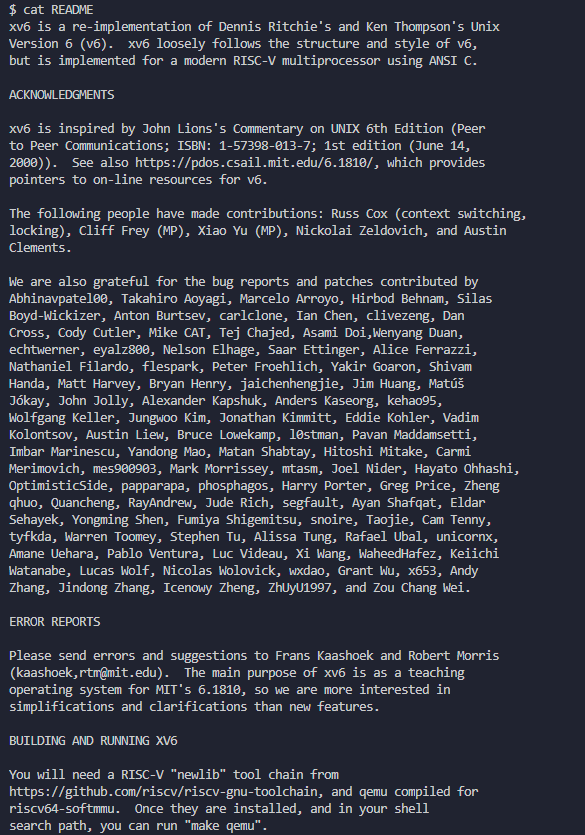 $ cat README
xv6 is a re-implementation of Dennis Ritchie's and Ken Thompson's Unix
Version 6 (v6).  xv6 loosely follows the structure and style of v6,
but is implemented for a modern RISC-V multiprocessor using ANSI C.

ACKNOWLEDGMENTS

xv6 is inspired by John Lions's Commentary on UNIX 6th Edition (Peer
to Peer Communications; ISBN: 1-57398-013-7; 1st edition (June 14,
2000)).  See also https://pdos.csail.mit.edu/6.1810/, which provides
pointers to on-line resources for v6.

The following people have made contributions: Russ Cox (context switching,
locking), Cliff Frey (MP), Xiao Yu (MP), Nickolai Zeldovich, and Austin
Clements.

We are also grateful for the bug reports and patches contributed by
Abhinavpatel00, Takahiro Aoyagi, Marcelo Arroyo, Hirbod Behnam, Silas
Boyd-Wickizer, Anton Burtsev, carlclone, Ian Chen, clivezeng, Dan
Cross, Cody Cutler, Mike CAT, Tej Chajed, Asami Doi,Wenyang Duan,
echtwerner, eyalz800, Nelson Elhage, Saar Ettinger, Alice Ferrazzi,
Nathaniel Filardo, flespark, Peter Froehlich, Yakir Goaron, Shivam
Handa, Matt Harvey, Bryan Henry, jaichenhengjie, Jim Huang, Matúš
Jókay, John Jolly, Alexander Kapshuk, Anders Kaseorg, kehao95,
Wolfgang Keller, Jungwoo Kim, Jonathan Kimmitt, Eddie Kohler, Vadim
Kolontsov, Austin Liew, Bruce Lowekamp, l0stman, Pavan Maddamsetti,
Imbar Marinescu, Yandong Mao, Matan Shabtay, Hitoshi Mitake, Carmi
Merimovich, mes900903, Mark Morrissey, mtasm, Joel Nider, Hayato Ohhashi,
OptimisticSide, papparapa, phosphagos, Harry Porter, Greg Price, Zheng
qhuo, Quancheng, RayAndrew, Jude Rich, segfault, Ayan Shafqat, Eldar
Sehayek, Yongming Shen, Fumiya Shigemitsu, snoire, Taojie, Cam Tenny,
tyfkda, Warren Toomey, Stephen Tu, Alissa Tung, Rafael Ubal, unicornx,
Amane Uehara, Pablo Ventura, Luc Videau, Xi Wang, WaheedHafez, Keiichi
Watanabe, Lucas Wolf, Nicolas Wolovick, wxdao, Grant Wu, x653, Andy
Zhang, Jindong Zhang, Icenowy Zheng, ZhUyU1997, and Zou Chang Wei.

ERROR REPORTS

Please send errors and suggestions to Frans Kaashoek and Robert Morris
(kaashoek,rtm@mit.edu).  The main purpose of xv6 is as a teaching
operating system for MIT's 6.1810, so we are more interested in
simplifications and clarifications than new features.

BUILDING AND RUNNING XV6

You will need a RISC-V "newlib" tool chain from
https://github.com/riscv/riscv-gnu-toolchain, and qemu compiled for
riscv64-softmmu.  Once they are installed, and in your shell
search path, you can run "make qemu".